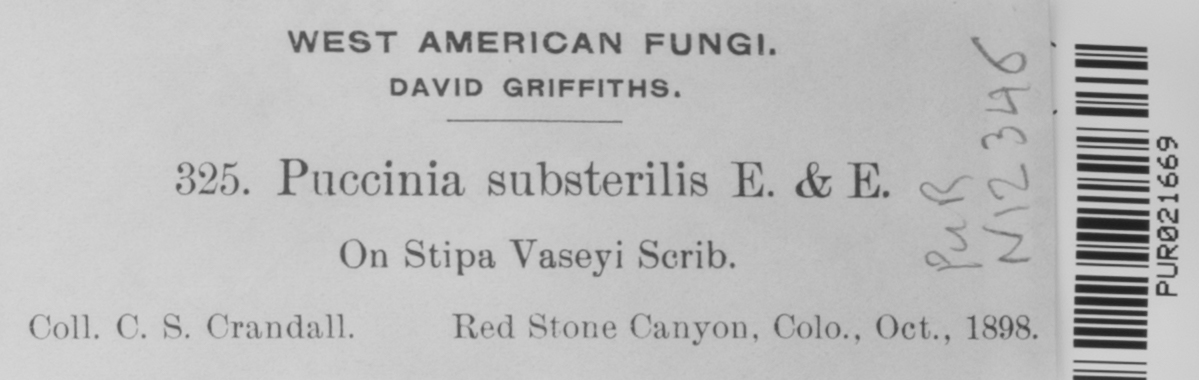 WEST AMERICAN FUNGI.
DAVID GRIFFITHS.
325. Puccinia substerilis E. & E.
On Stipa Vaseyi Scrib.
Coll. C. S. Crandall. Red Stone Canyon, Colo., Oct., 1898.
PUR
N12346
PUR021669